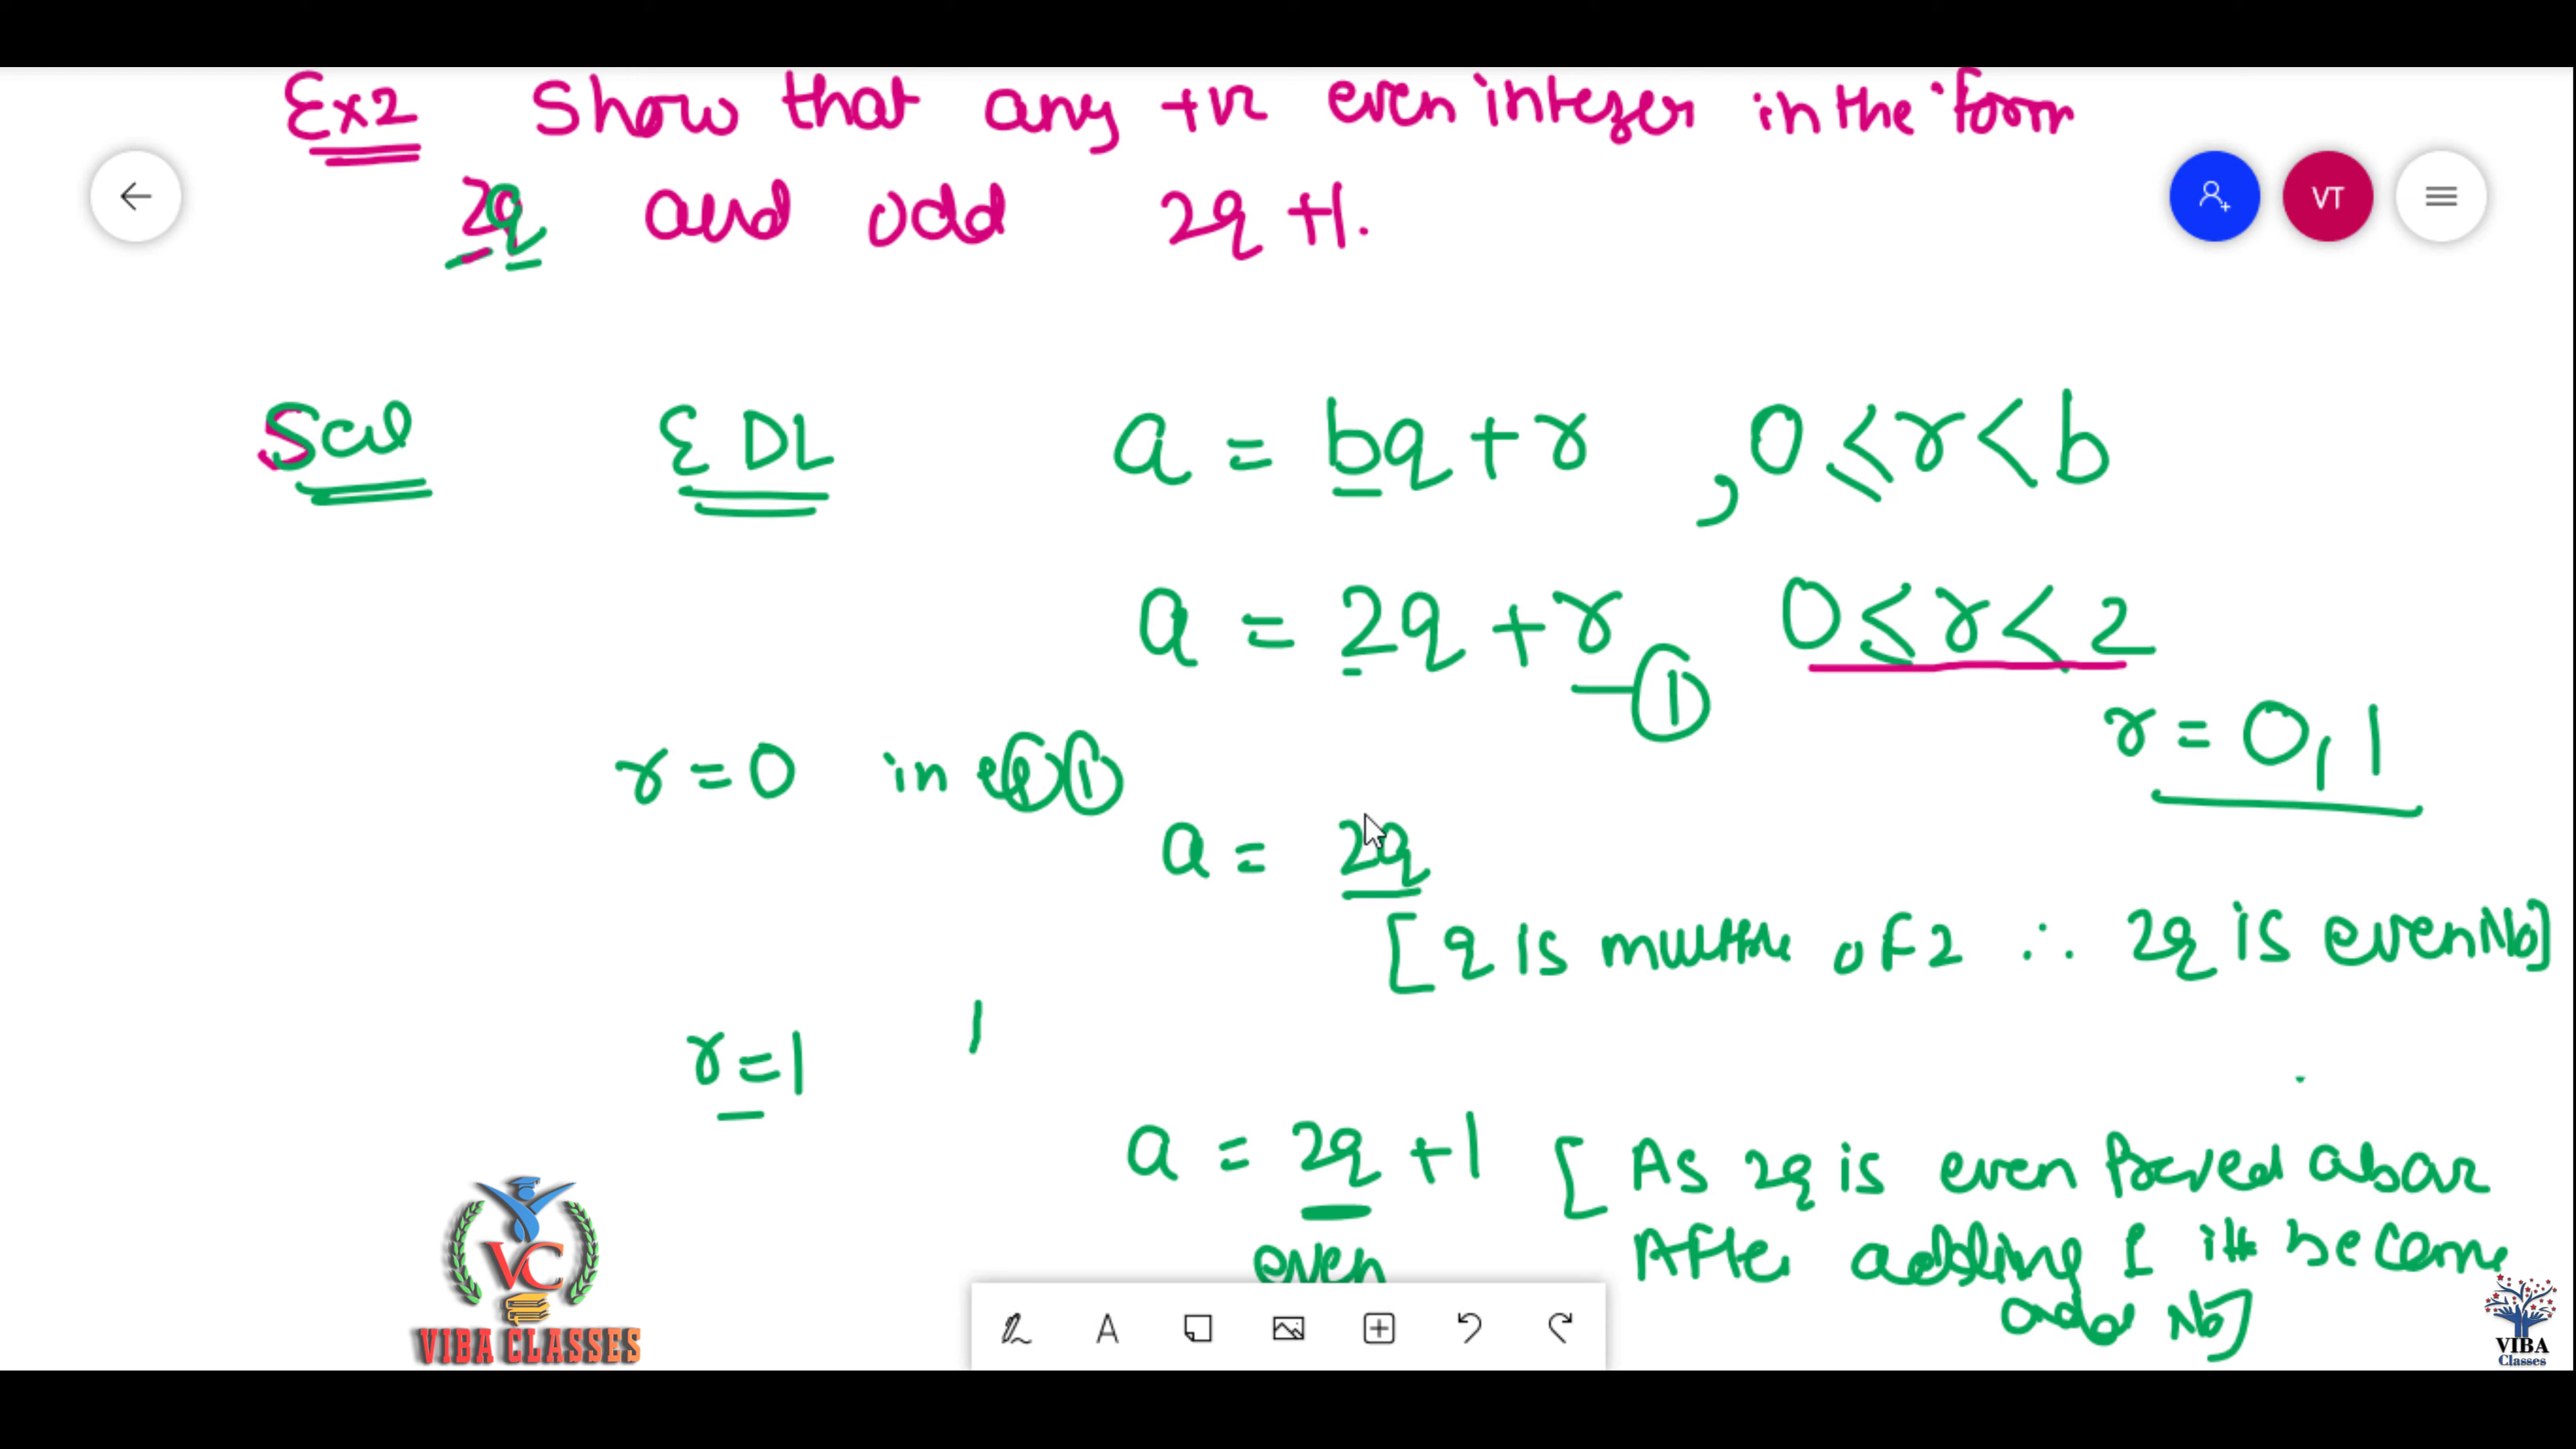 Ex2 Show that any +ve even integer in the form
2q and odd 2q +1.
VT
Sol EDL a = bq + r , 0 ≤ r < b
a = 2q + r 0 ≤ r < 2
— ①
r = 0, 1
r = 0 in eq ①
a = 2q
[ q is multiple of 2 ∴ 2q is even No]
r = 1
a = 2q + 1 [ As 2q is even Proved above
even After adding 1 it become
odd No]
VC
VIBA CLASSES
VIBA
Classes